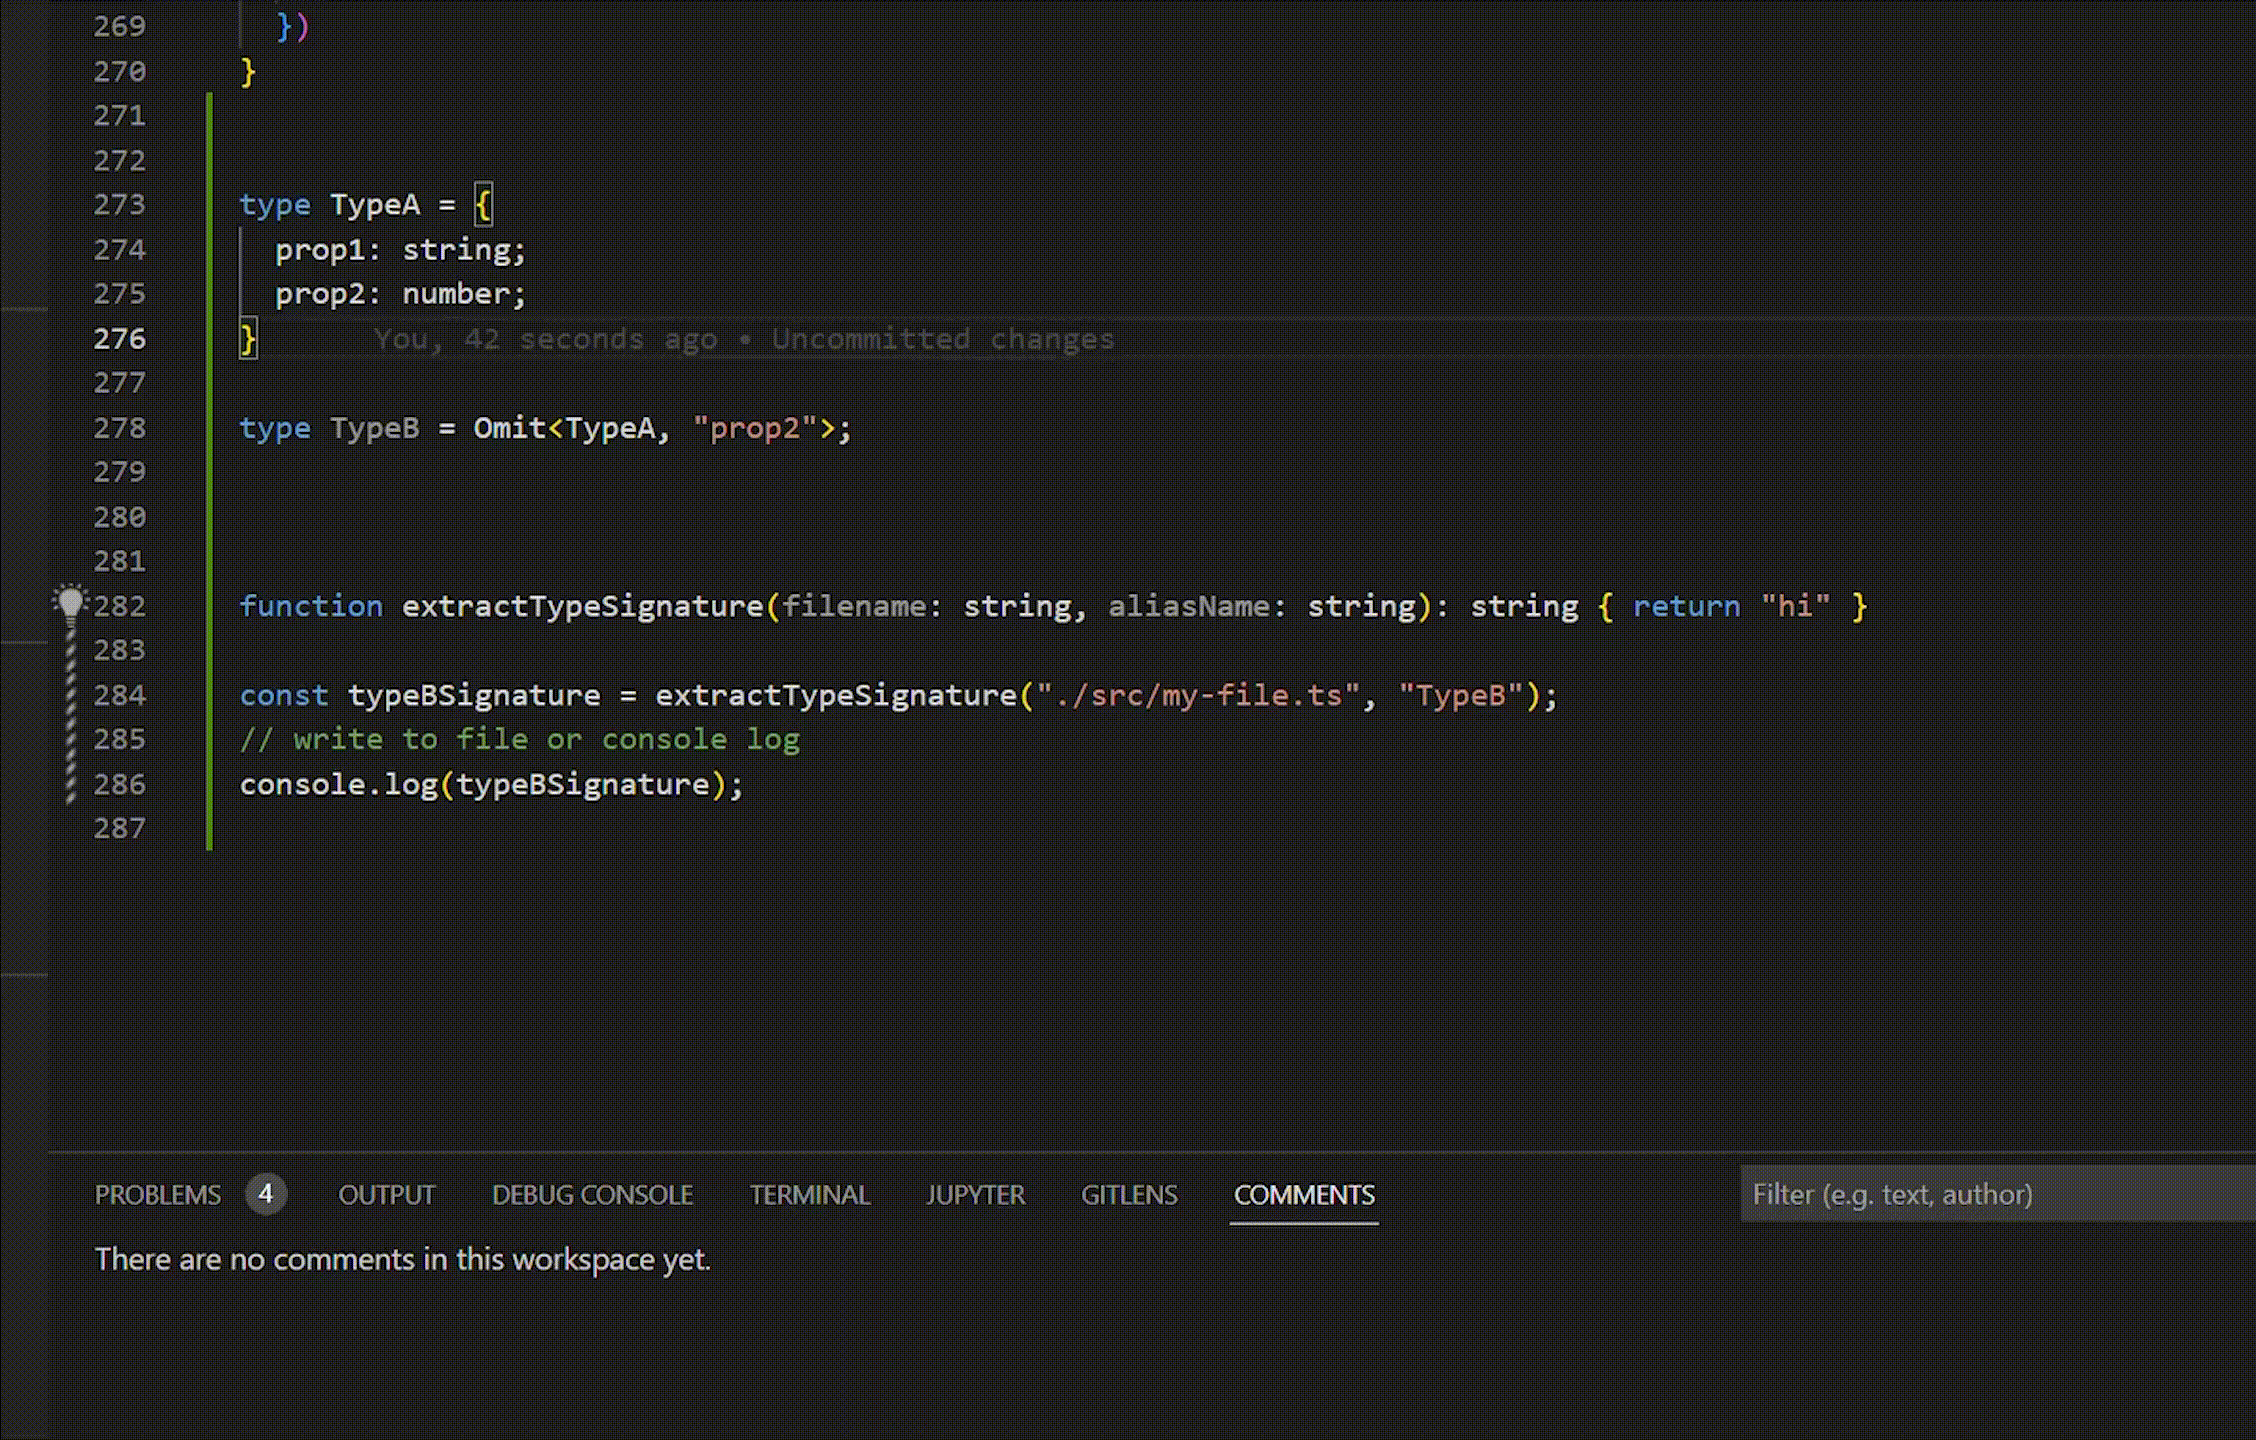 269 })
270 }
271
272
273 type TypeA = {
274 prop1: string;
275 prop2: number;
276 } You, 42 seconds ago • Uncommitted changes
277
278 type TypeB = Omit<TypeA, "prop2">;
279
280
281
282 function extractTypeSignature(filename: string, aliasName: string): string { return "hi" }
283
284 const typeBSignature = extractTypeSignature("./src/my-file.ts", "TypeB");
285 // write to file or console log
286 console.log(typeBSignature);
287
PROBLEMS 4 OUTPUT DEBUG CONSOLE TERMINAL JUPYTER GITLENS COMMENTS Filter (e.g. text, author)
There are no comments in this workspace yet.